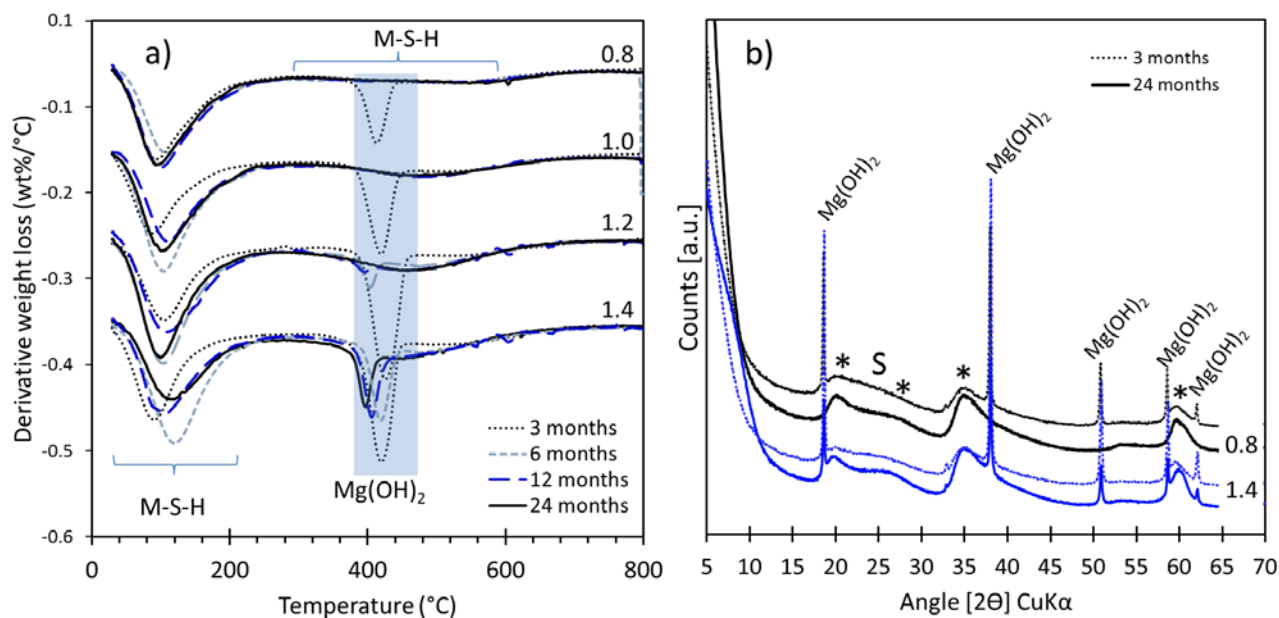 a)
M-S-H
0.8
1.0
1.2
1.4
0.1
-0.1
-0.2
-0.3
-0.4
-0.5
-0.6
Derivative weight loss (wt%/°C)
M-S-H
Mg(OH)2
3 months
6 months
12 months
24 months
0 200 400 600 800
Temperature (°C)
b)
3 months
24 months
Mg(OH)2
Mg(OH)2
Mg(OH)2
Mg(OH)2
Mg(OH)2
* S * * *
0.8
1.4
Counts [a.u.]
5 10 15 20 25 30 35 40 45 50 55 60 65 70
Angle [2Θ] CuKα